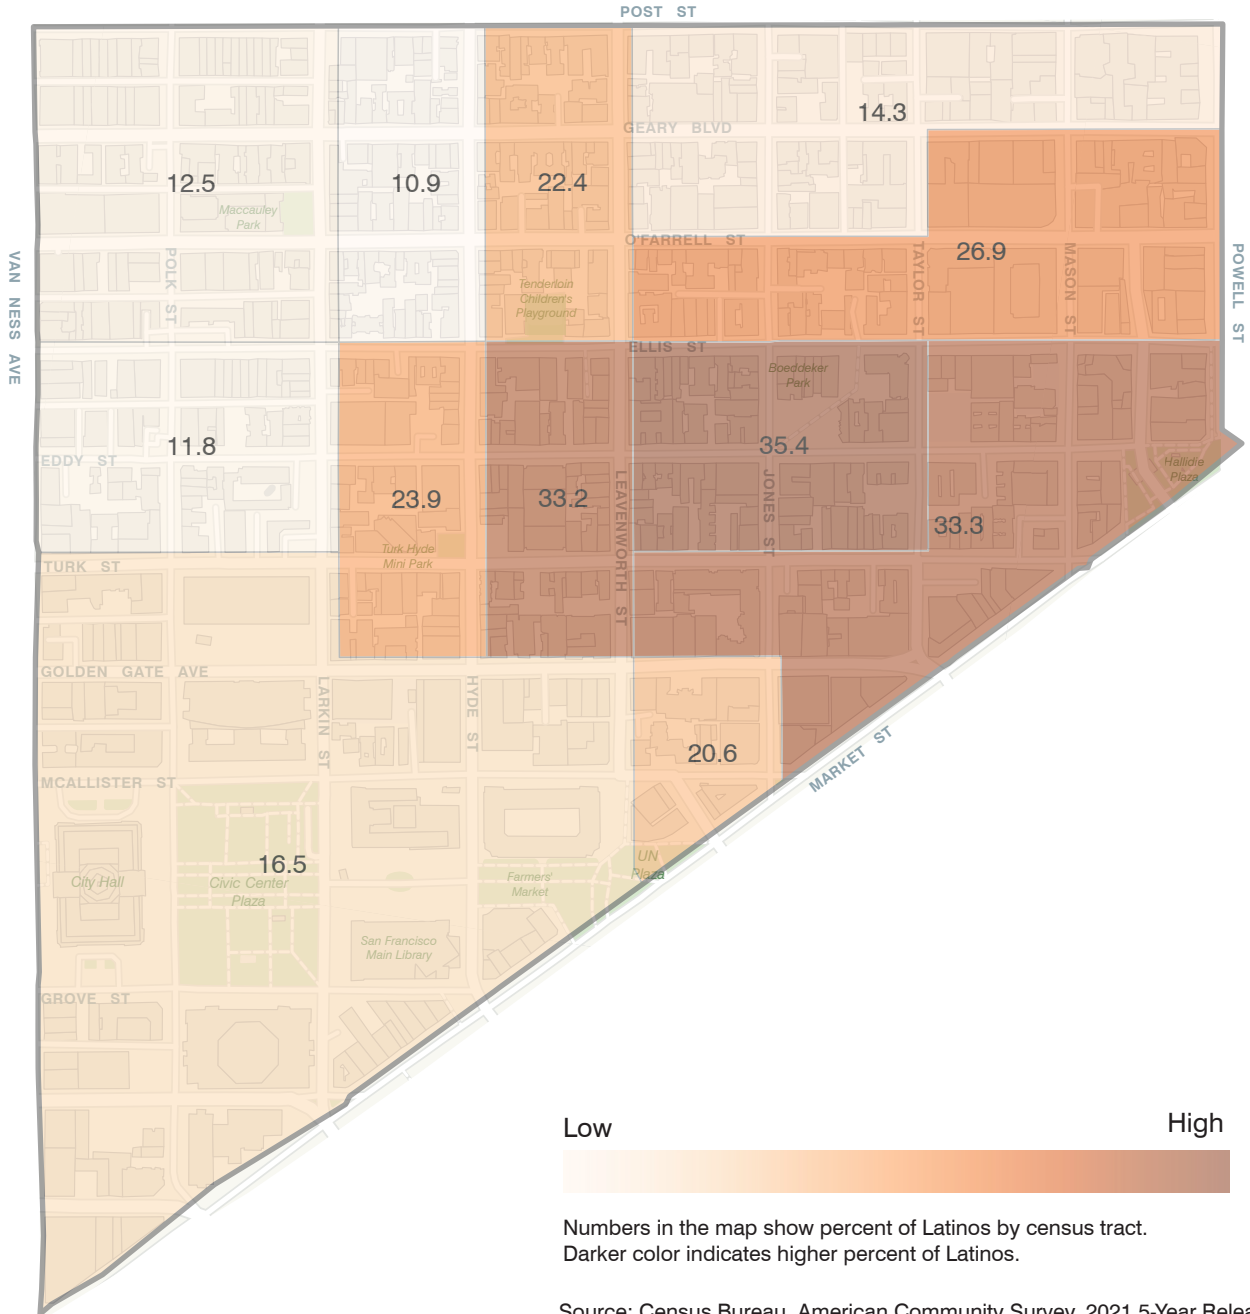 POST ST
14.3
GEARY BLVD
12.5
10.9
22.4
Maccauley
Park
O'FARRELL ST
26.9
VAN NESS AVE
POLK ST
TAYLOR ST
MASON ST
POWELL ST
Tenderloin
Children's
Playground
ELLIS ST
Boeddeker
Park
11.8
35.4
EDDY ST
Hallidie
Plaza
23.9
33.2
LEAVENWORTH ST
JONES ST
33.3
Turk Hyde
Mini Park
TURK ST
GOLDEN GATE AVE
LARKIN ST
HYDE ST
20.6
MARKET ST
MCALLISTER ST
16.5
City Hall
Civic Center
Plaza
Farmers'
Market
UN
Plaza
San Francisco
Main Library
GROVE ST
Low
High
Numbers in the map show percent of Latinos by census tract.
Darker color indicates higher percent of Latinos.
Source: Census Bureau, American Community Survey, 2021 5-Year